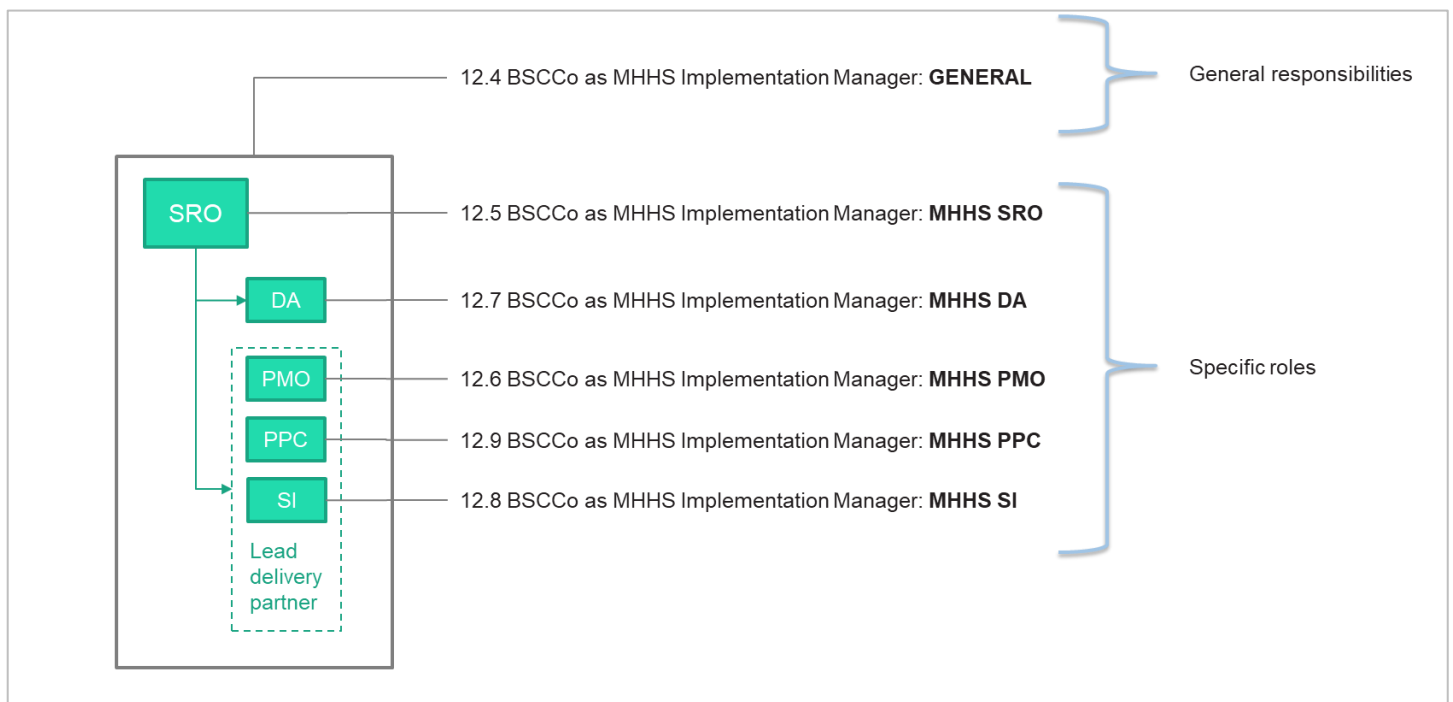 12.4 BSCCo as MHHS Implementation Manager: GENERAL
General responsibilities
SRO
12.5 BSCCo as MHHS Implementation Manager: MHHS SRO
DA
12.7 BSCCo as MHHS Implementation Manager: MHHS DA
PMO
12.6 BSCCo as MHHS Implementation Manager: MHHS PMO
Specific roles
PPC
12.9 BSCCo as MHHS Implementation Manager: MHHS PPC
SI
12.8 BSCCo as MHHS Implementation Manager: MHHS SI
Lead
delivery
partner